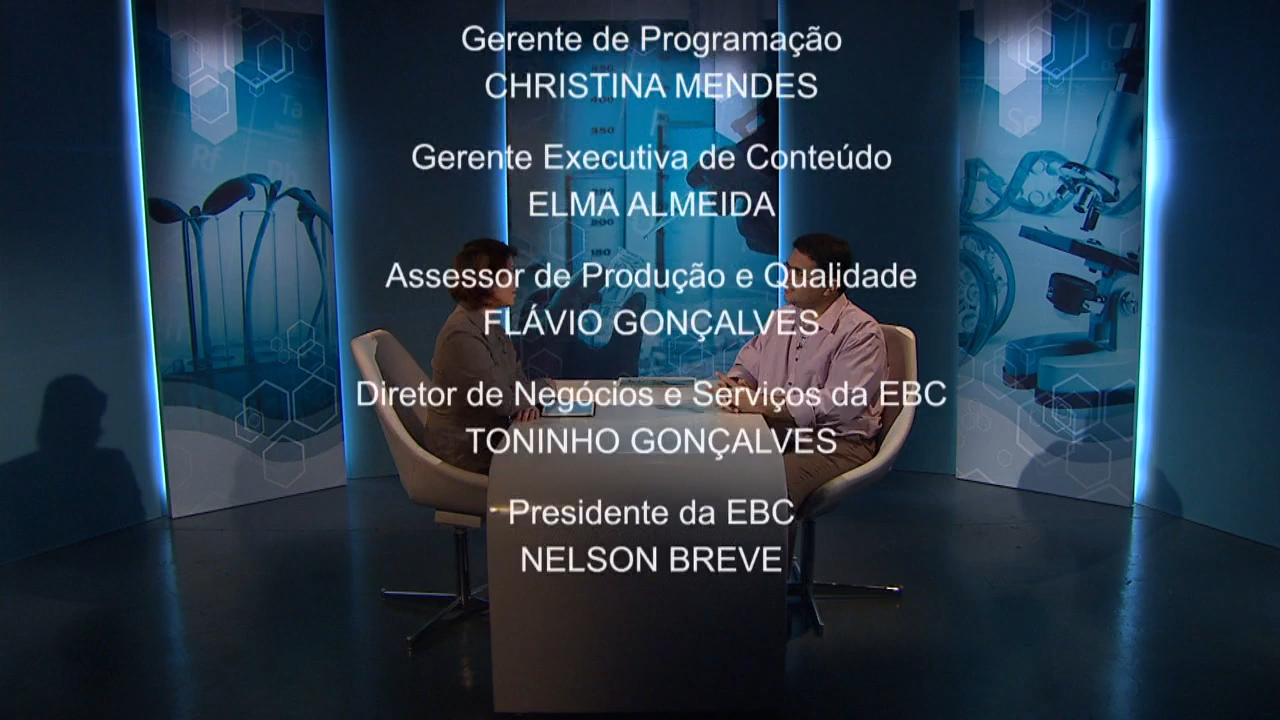 Gerente de Programação
CHRISTINA MENDES
Gerente Executiva de Conteúdo
ELMA ALMEIDA
Assessor de Produção e Qualidade
FLÁVIO GONÇALVES
Diretor de Negócios e Serviços da EBC
TONINHO GONÇALVES
Presidente da EBC
NELSON BREVE